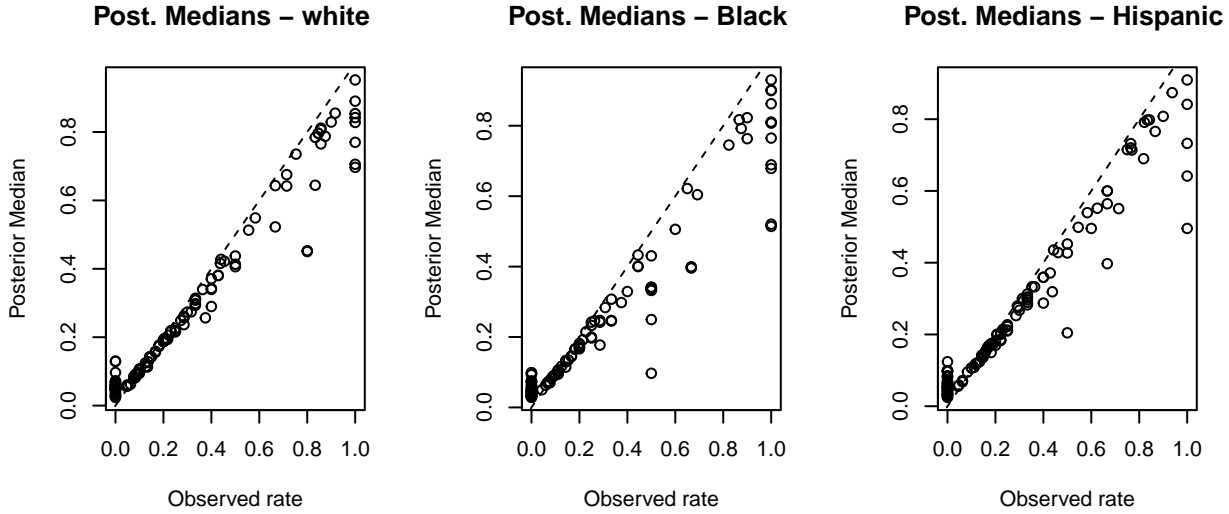 Post. Medians – white
Posterior Median
0.0 0.2 0.4 0.6 0.8
0.0 0.2 0.4 0.6 0.8 1.0
Observed rate
Post. Medians – Black
Posterior Median
0.0 0.2 0.4 0.6 0.8
0.0 0.2 0.4 0.6 0.8 1.0
Observed rate
Post. Medians – Hispanic
Posterior Median
0.0 0.2 0.4 0.6 0.8
0.0 0.2 0.4 0.6 0.8 1.0
Observed rate